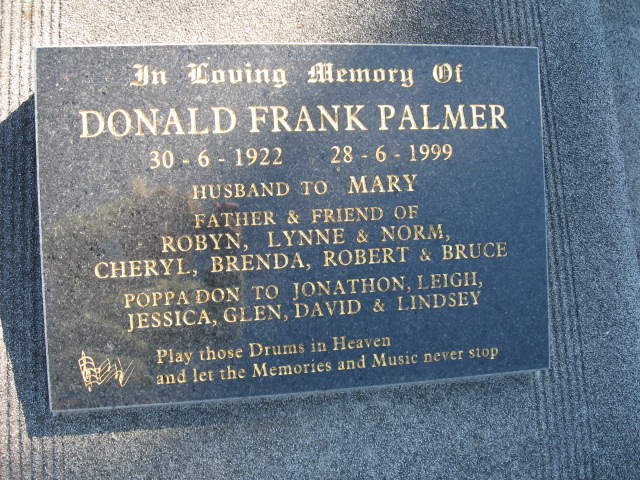 In Loving Memory Of
DONALD FRANK PALMER
30 - 6 - 1922 28 - 6 - 1999
HUSBAND TO MARY
FATHER & FRIEND OF
ROBYN, LYNNE & NORM,
CHERYL, BRENDA, ROBERT & BRUCE
POPPA DON TO JONATHON, LEIGH,
JESSICA, GLEN, DAVID & LINDSEY
Play those Drums in Heaven
and let the Memories and Music never stop